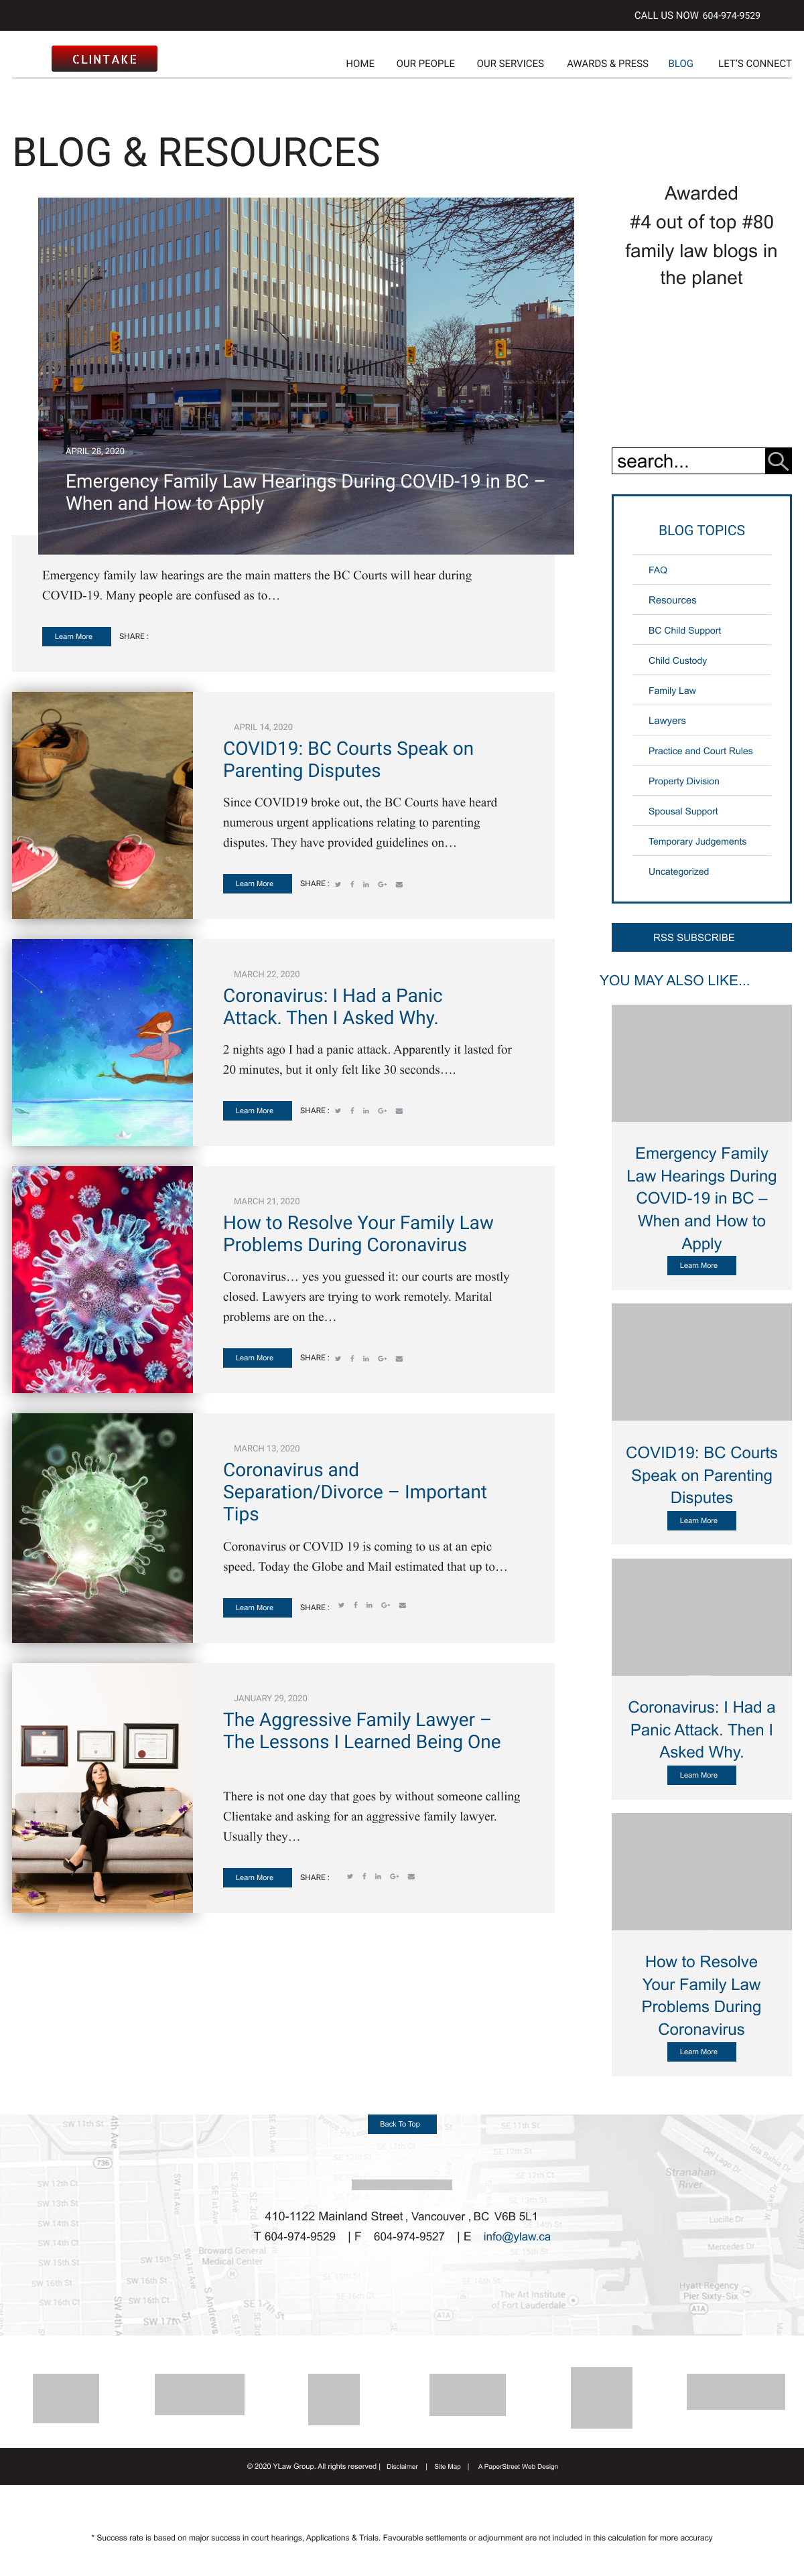 CALL US NOW 604-974-9529
CLINTAKE
HOME OUR PEOPLE OUR SERVICES AWARDS & PRESS BLOG LET'S CONNECT
BLOG & RESOURCES
APRIL 28, 2020
Emergency Family Law Hearings During COVID-19 in BC –
When and How to Apply
Emergency family law hearings are the main matters the BC Courts will hear during
COVID-19. Many people are confused as to…
Learn More SHARE :
APRIL 14, 2020
COVID19: BC Courts Speak on
Parenting Disputes
Since COVID19 broke out, the BC Courts have heard
numerous urgent applications relating to parenting
disputes. They have provided guidelines on…
Learn More SHARE :
MARCH 22, 2020
Coronavirus: I Had a Panic
Attack. Then I Asked Why.
2 nights ago I had a panic attack. Apparently it lasted for
20 minutes, but it only felt like 30 seconds….
Learn More SHARE :
MARCH 21, 2020
How to Resolve Your Family Law
Problems During Coronavirus
Coronavirus… yes you guessed it: our courts are mostly
closed. Lawyers are trying to work remotely. Marital
problems are on the…
Learn More SHARE :
MARCH 13, 2020
Coronavirus and
Separation/Divorce – Important
Tips
Coronavirus or COVID 19 is coming to us at an epic
speed. Today the Globe and Mail estimated that up to…
Learn More SHARE :
JANUARY 29, 2020
The Aggressive Family Lawyer –
The Lessons I Learned Being One
There is not one day that goes by without someone calling
Clientake and asking for an aggressive family lawyer.
Usually they…
Learn More SHARE :
Awarded
#4 out of top #80
family law blogs in
the planet
search...
BLOG TOPICS
FAQ
Resources
BC Child Support
Child Custody
Family Law
Lawyers
Practice and Court Rules
Property Division
Spousal Support
Temporary Judgements
Uncategorized
RSS SUBSCRIBE
YOU MAY ALSO LIKE...
Emergency Family
Law Hearings During
COVID-19 in BC –
When and How to
Apply
Learn More
COVID19: BC Courts
Speak on Parenting
Disputes
Learn More
Coronavirus: I Had a
Panic Attack. Then I
Asked Why.
Learn More
How to Resolve
Your Family Law
Problems During
Coronavirus
Learn More
Back To Top
410-1122 Mainland Street , Vancouver , BC V6B 5L1
T 604-974-9529 | F 604-974-9527 | E info@ylaw.ca
Stranahan
River
Broward General
Medical Center
The Art Institute
of Fort Lauderdale
Hyatt Regency
Pier Sixty-Six
© 2020 YLaw Group. All rights reserved | Disclaimer | Site Map | A PaperStreet Web Design
* Success rate is based on major success in court hearings, Applications & Trials. Favourable settlements or adjournment are not included in this calculation for more accuracy